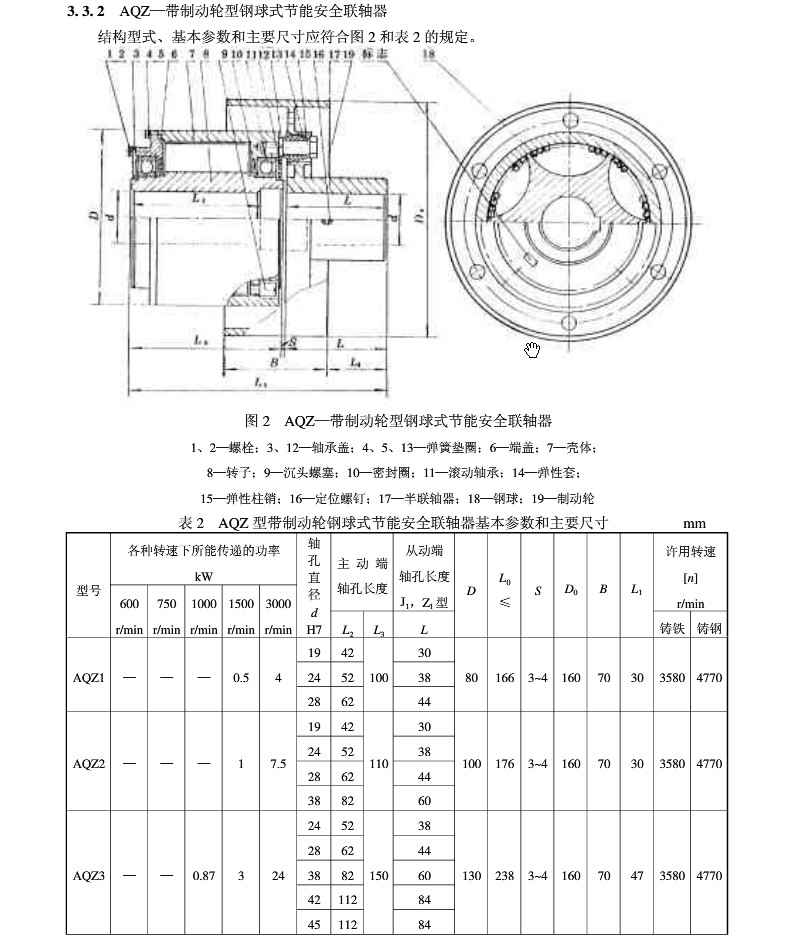 3.3.2 AQZ—带制动轮型钢球式节能安全联轴器
结构型式、基本参数和主要尺寸应符合图 2 和表 2 的规定。
1 2 3 4 5 6 7 8 9 10 11 12 13 14 15 16 17 19 标志 18
D d L L d
S L
B
图 2 AQZ—带制动轮型钢球式节能安全联轴器
1、2—螺栓；3、12—轴承盖；4、5、13—弹簧垫圈；6—端盖；7—壳体；
8—转子；9—沉头螺塞；10—密封圈；11—滚动轴承；14—弹性套；
15—弹性柱销；16—定位螺钉；17—半联轴器；18—钢球；19—制动轮
表 2 AQZ 型带制动轮钢球式节能安全联轴器基本参数和主要尺寸 mm
型号 各种转速下所能传递的功率 kW 轴孔直径 d H7 主动端轴孔长度 从动端轴孔长度 J₁，Z₁型 D L₀ ≤ S D₀ B L₁ 许用转速 [n] r/min
600 r/min 750 r/min 1000 r/min 1500 r/min 3000 r/min L₂ L₃ L 铸铁 铸钢
19 42 30
AQZ1 — — — 0.5 4 24 52 100 38 80 166 3~4 160 70 30 3580 4770
28 62 44
19 42 30
24 52 38
AQZ2 — — — 1 7.5 110 100 176 3~4 160 70 30 3580 4770
28 62 44
38 82 60
24 52 38
28 62 44
AQZ3 — — 0.87 3 24 38 82 150 60 130 238 3~4 160 70 47 3580 4770
42 112 84
45 112 84